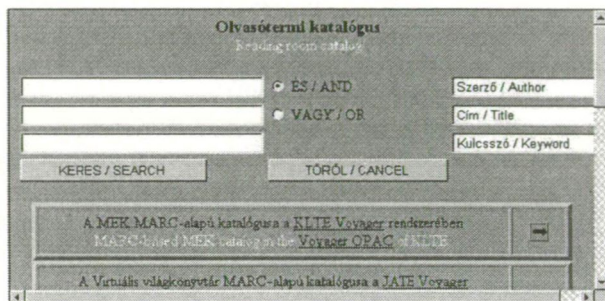 Olvasótermi katalógus
Reading room catalog
ÉS / AND
Szerző / Author
VAGY / OR
Cím / Title
Kulcsszó / Keyword
KERES / SEARCH
TÖRÖL / CANCEL
A MEK MARC-alapú katalógusa a KLTE Voyager rendszerében
MARC-based MEK catalog in the Voyager OPAC of KLTE
A Virtuális világkönyvtár MARC-alapú katalógusa a JATE Voyager